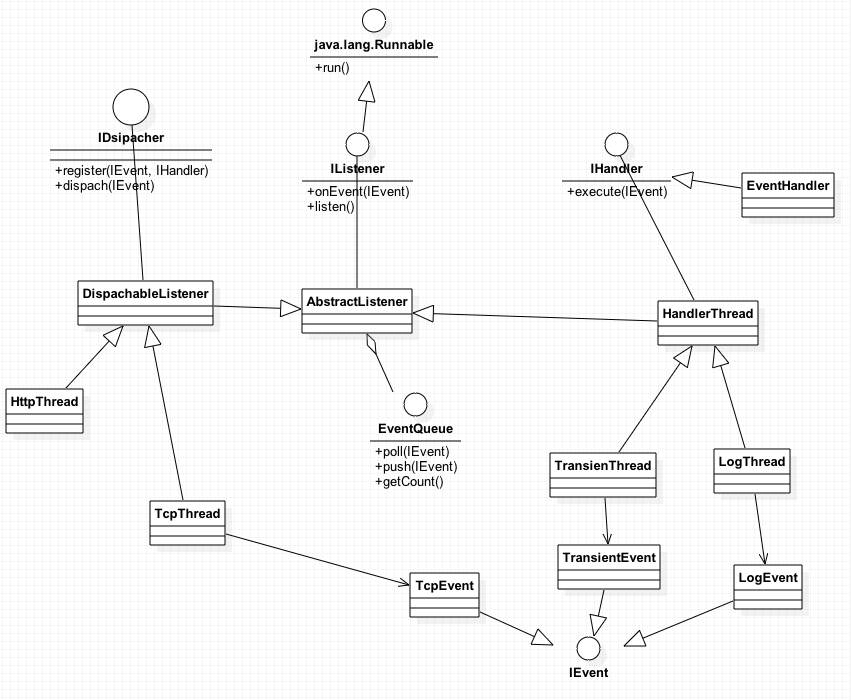 java.lang.Runnable
+run()
IDsipacher
+register(IEvent, IHandler)
+dispach(IEvent)
IListener
+onEvent(IEvent)
+listen()
IHandler
+execute(IEvent)
EventHandler
DispachableListener
AbstractListener
HandlerThread
HttpThread
EventQueue
+poll(IEvent)
+push(IEvent)
+getCount()
TransienThread
LogThread
TcpThread
TransientEvent
TcpEvent
LogEvent
IEvent